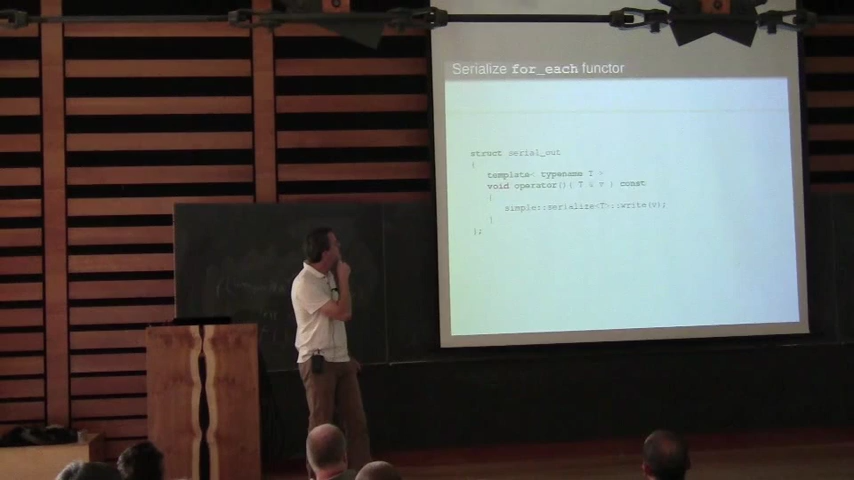 Serialize for_each functor
struct serial_out
{
template< typename T >
void operator()( T & v ) const
{
simple::serialize<T>::write(v);
}
};